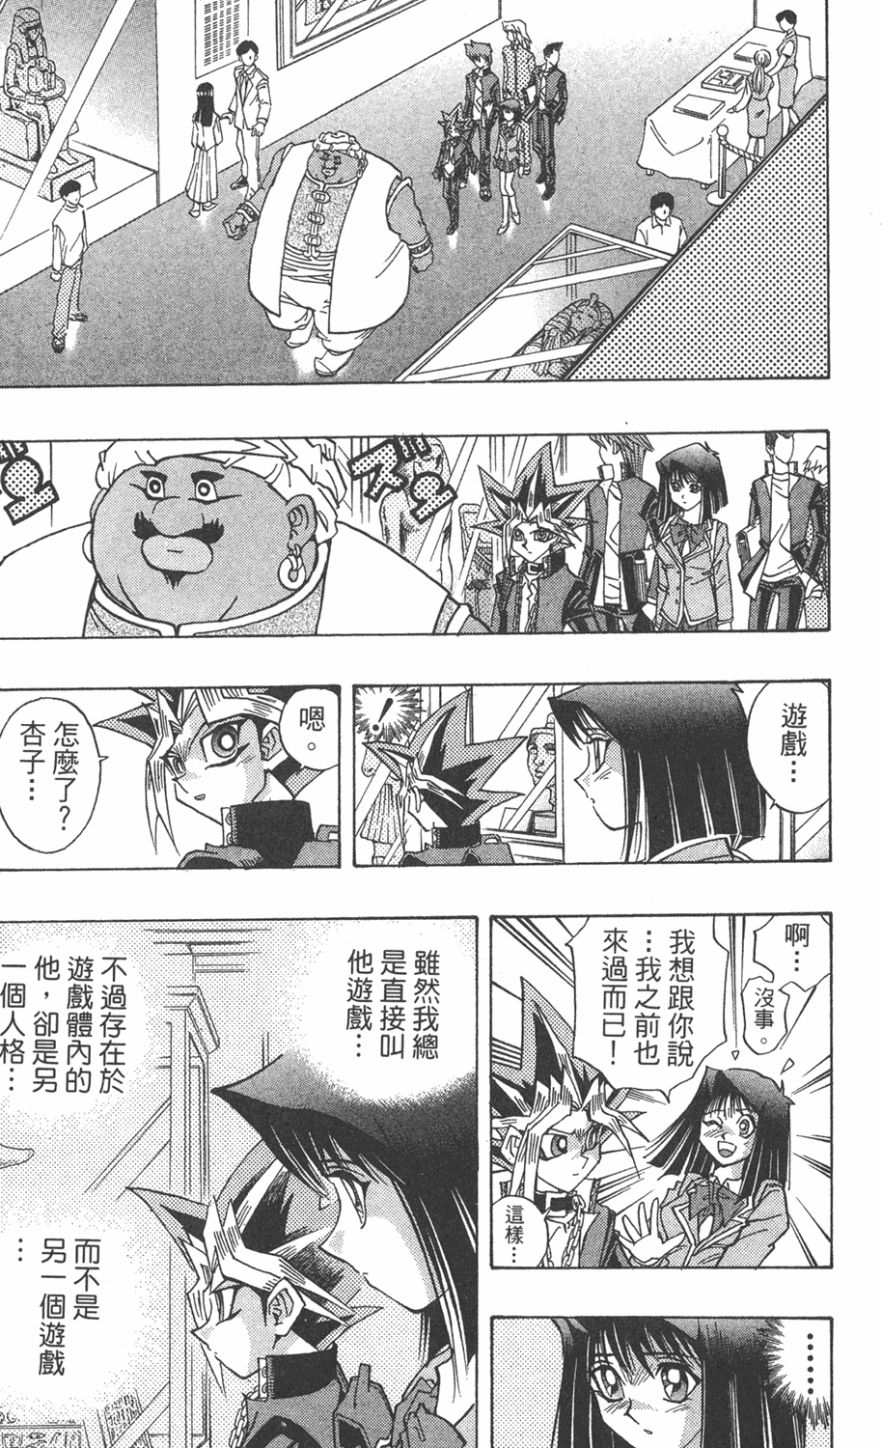 遊戲…
！
嗯。
怎麼了？
杏子…
啊…
沒事。
我想跟你說
…我之前也
來過而已！
這樣…
……
雖然我總
是直接叫
他遊戲…
不過存在於
遊戲體內的
他，卻是另
一個人格…
而不是
另一個遊戲
…